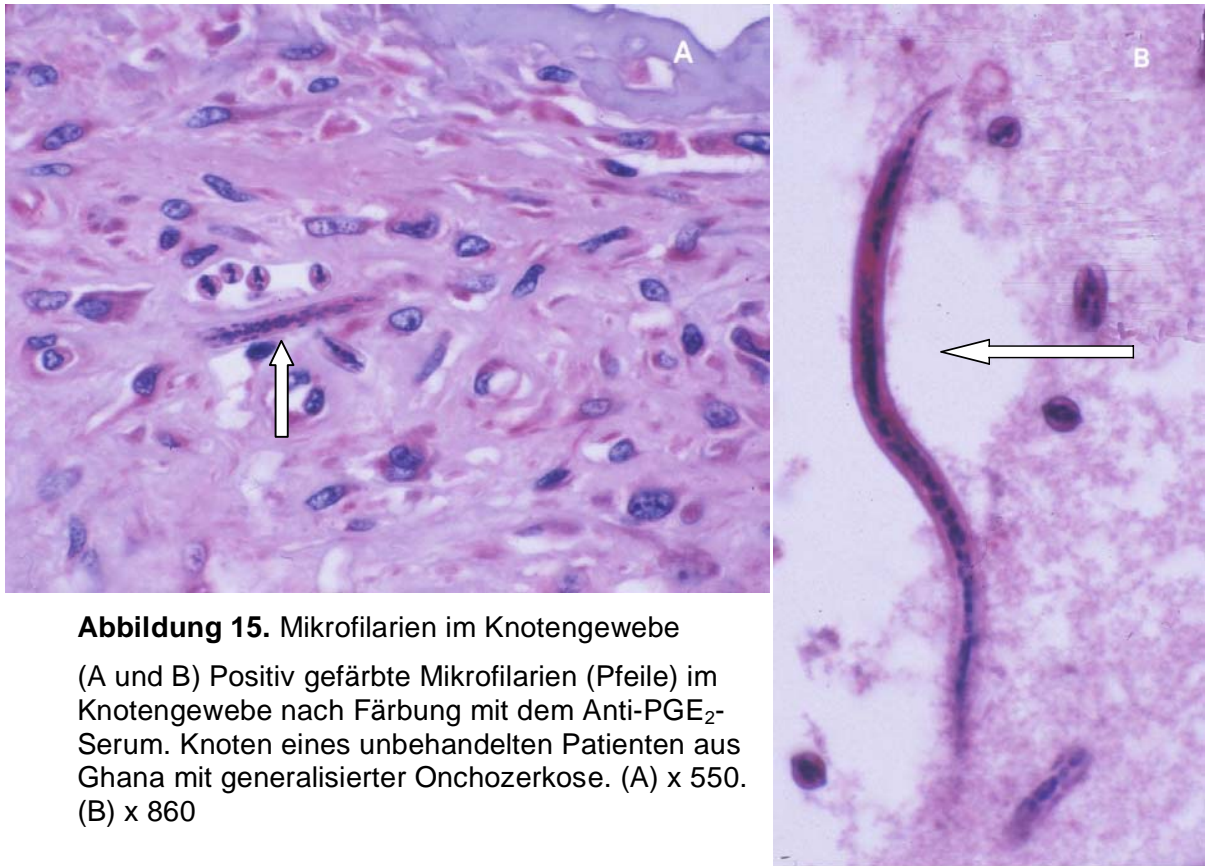 A
B
Abbildung 15. Mikrofilarien im Knotengewebe
(A und B) Positiv gefärbte Mikrofilarien (Pfeile) im
Knotengewebe nach Färbung mit dem Anti-PGE₂-
Serum. Knoten eines unbehandelten Patienten aus
Ghana mit generalisierter Onchozerkose. (A) x 550.
(B) x 860